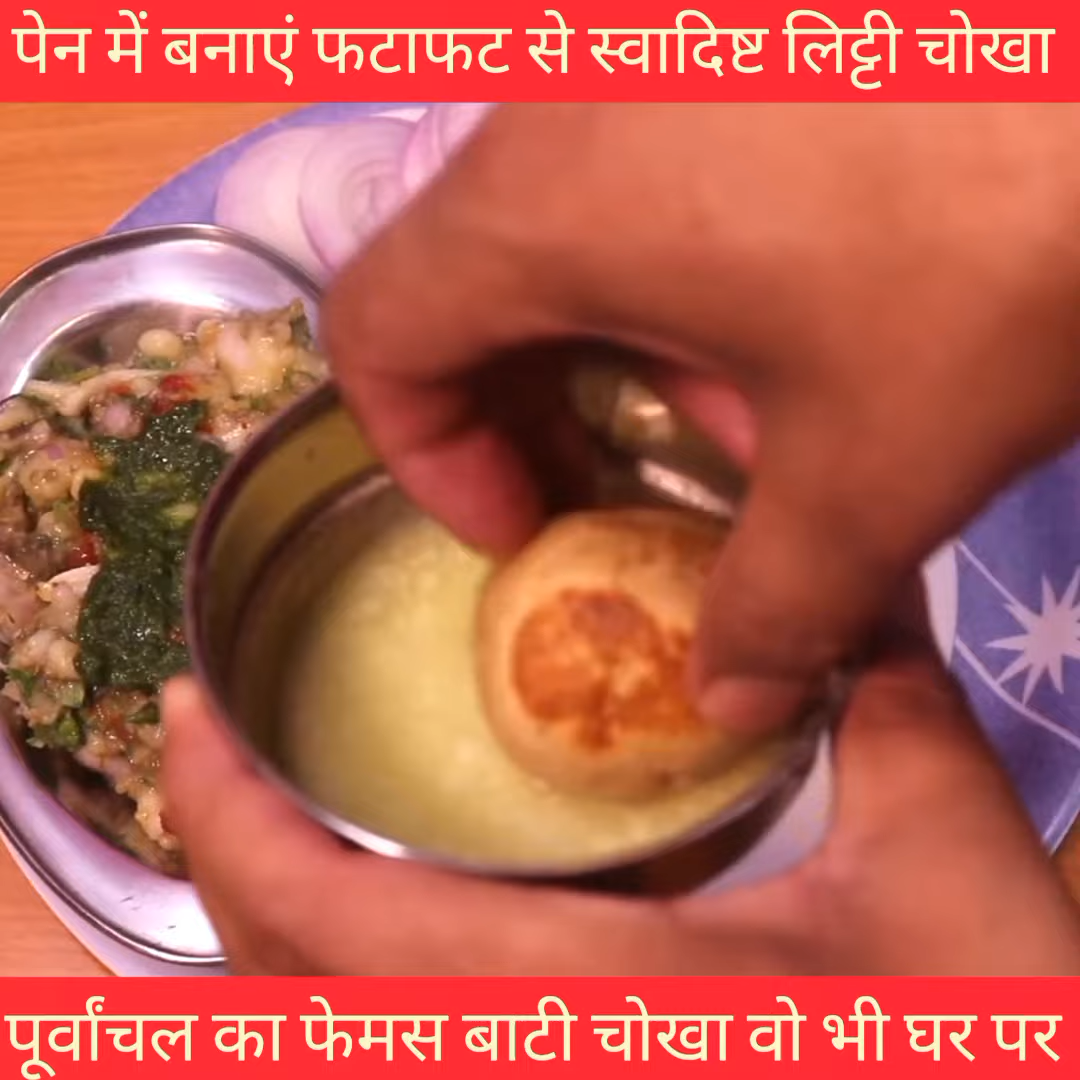 पेन में बनाएं फटाफट से स्वादिष्ट लिट्टी चोखा
पूर्वांचल का फेमस बाटी चोखा वो भी घर पर